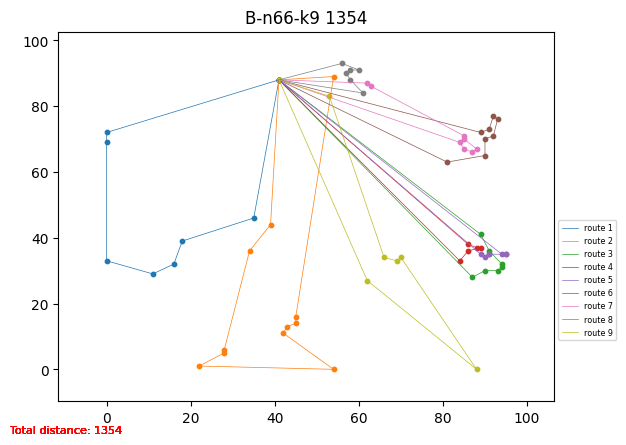 B-n66-k9 1354
100
80
60
40
20
0
0 20 40 60 80 100
route 1
route 2
route 3
route 4
route 5
route 6
route 7
route 8
route 9
Total distance: 1354